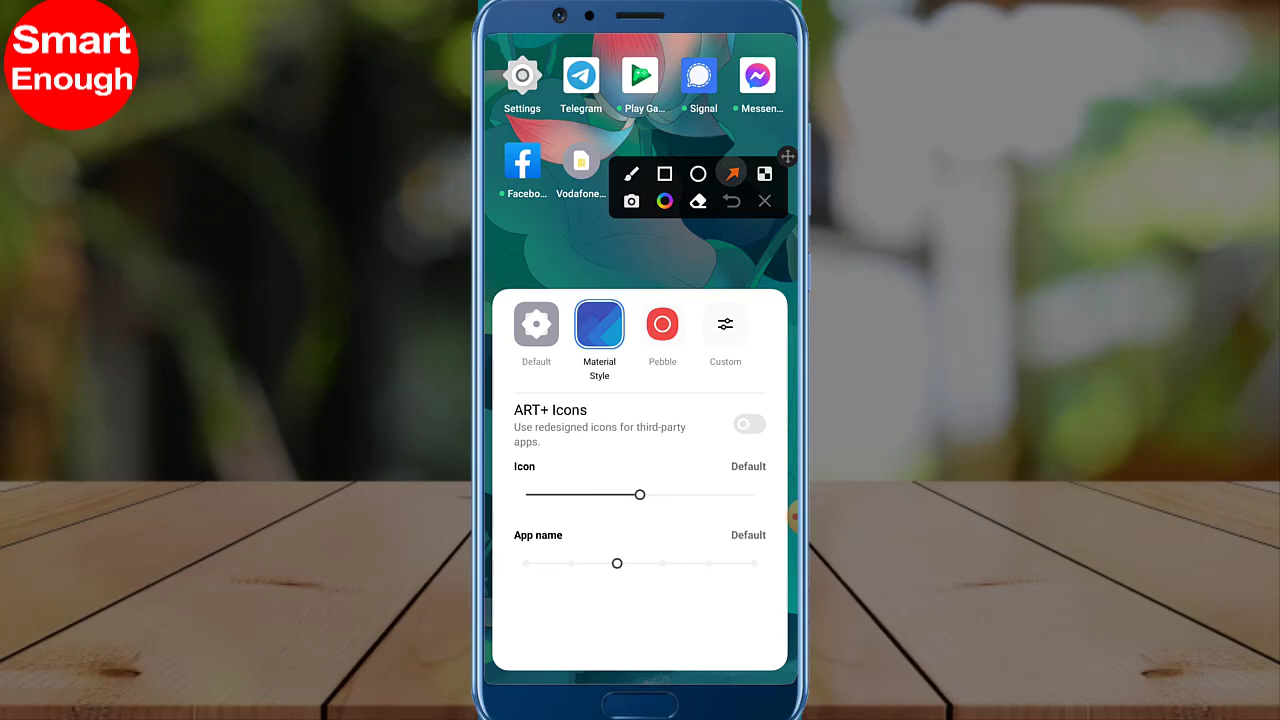 Smart
Enough
Settings
Telegram
Play Ga...
Signal
Messen...
Facebo...
Vodafone...
Default
Material
Style
Pebble
Custom
ART+ Icons
Use redesigned icons for third-party
apps.
Icon
Default
App name
Default